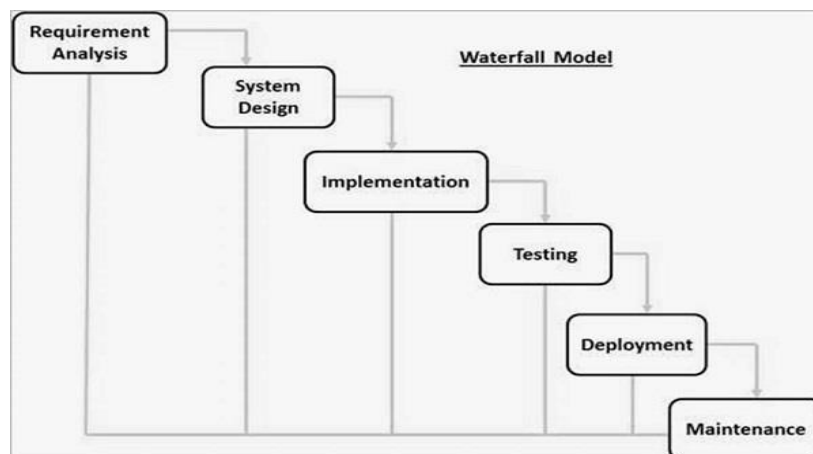 Requirement
Analysis
Waterfall Model
System
Design
Implementation
Testing
Deployment
Maintenance